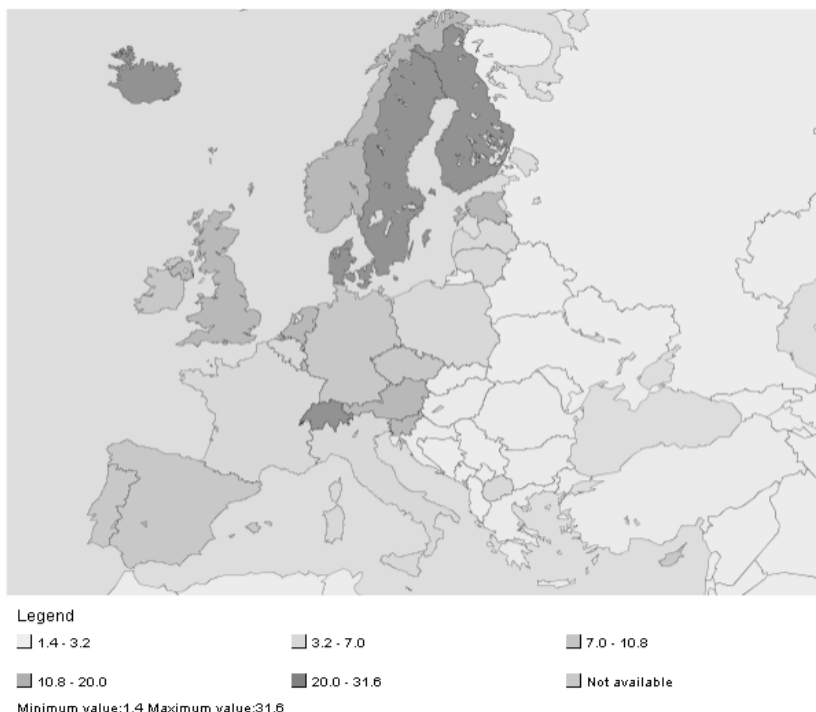 Legend
1.4 - 3.2 3.2 - 7.0 7.0 - 10.8
10.8 - 20.0 20.0 - 31.6 Not available
Minimum value:1.4 Maximum value:31.6